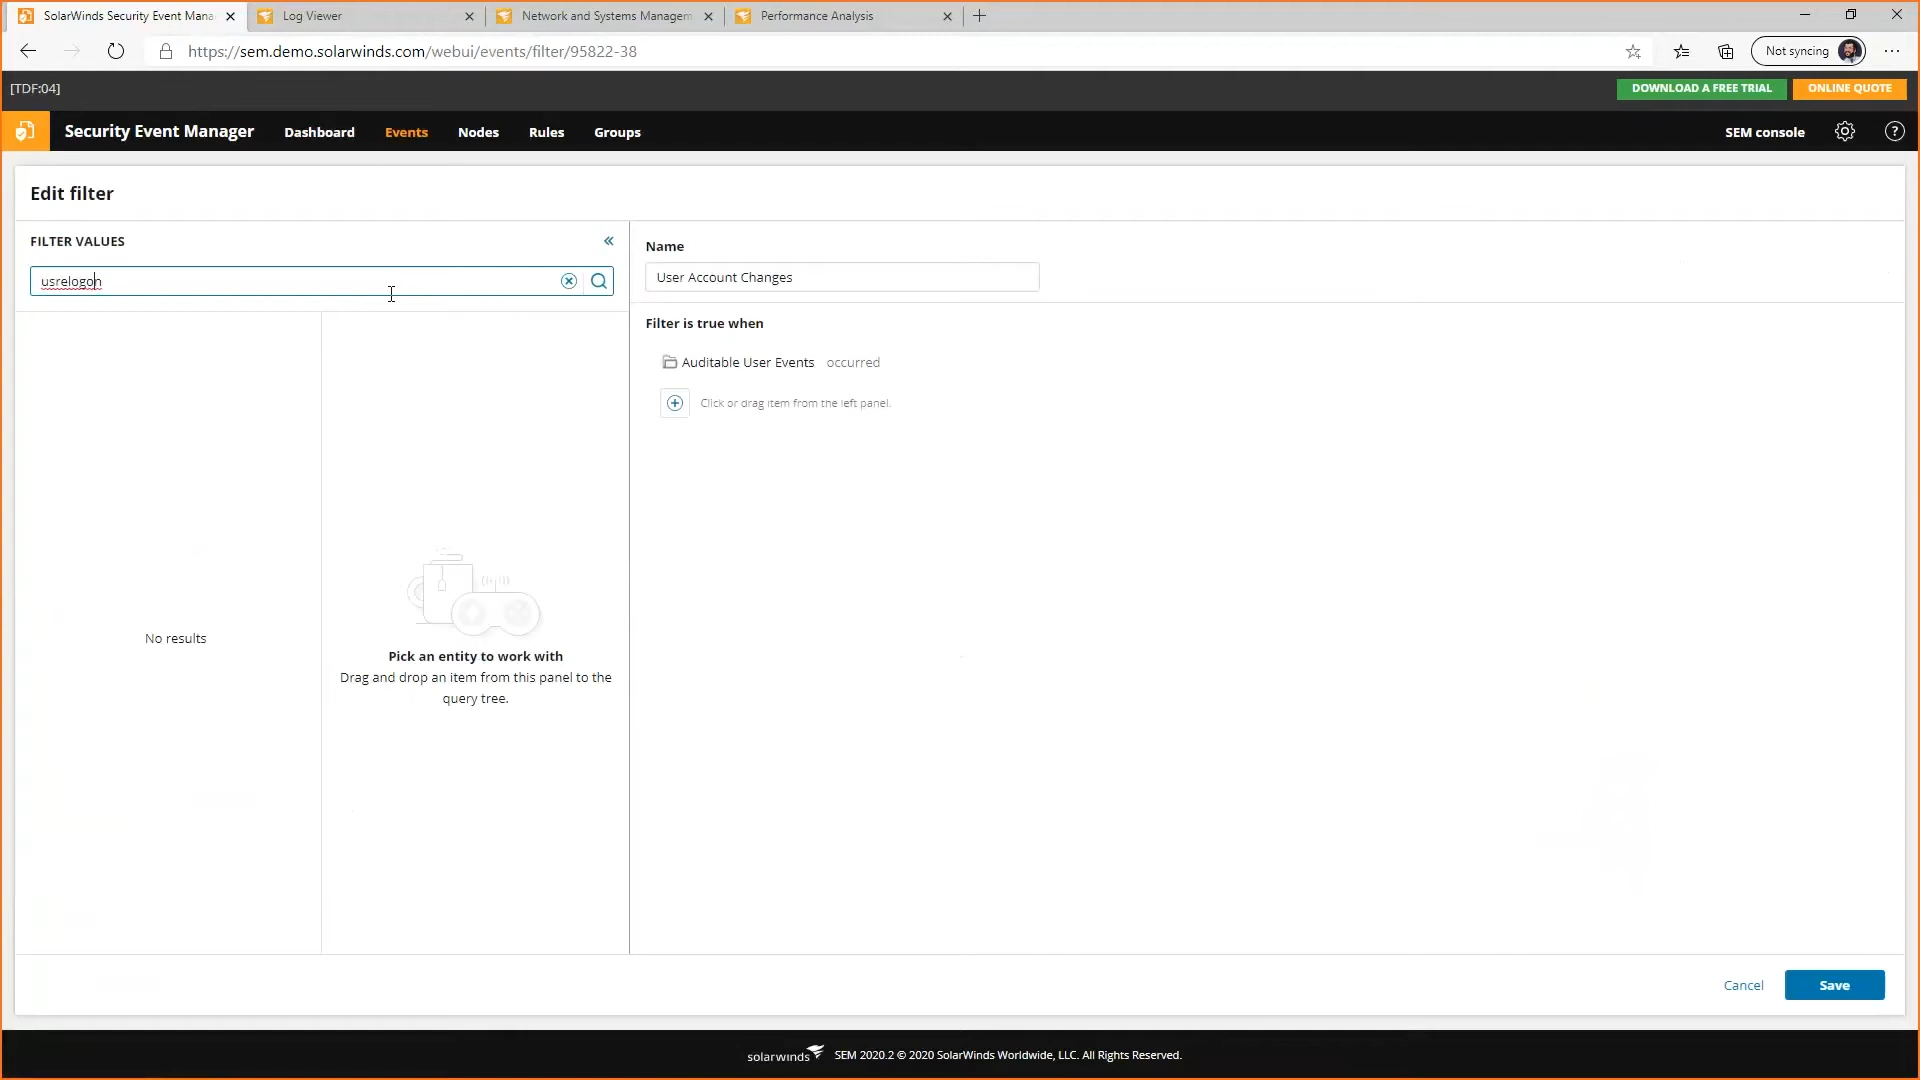 SolarWinds Security Event Mana
Log Viewer
Network and Systems Managem
Performance Analysis
https://sem.demo.solarwinds.com/webui/events/filter/95822-38
Not syncing
[TDF:04]
DOWNLOAD A FREE TRIAL
ONLINE QUOTE
Security Event Manager
Dashboard
Events
Nodes
Rules
Groups
SEM console
Edit filter
FILTER VALUES
usrelogon
Name
User Account Changes
Filter is true when
Auditable User Events occurred
Click or drag item from the left panel.
No results
Pick an entity to work with
Drag and drop an item from this panel to the
query tree.
Cancel
Save
solarwinds
SEM 2020.2 © 2020 SolarWinds Worldwide, LLC. All Rights Reserved.